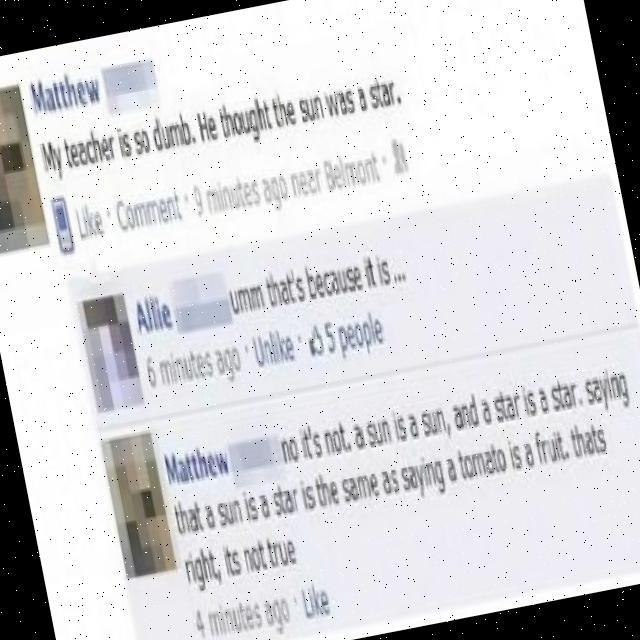 Matthew
My teacher is so dumb. He thought the sun was a star.
Like · Comment · 9 minutes ago near Belmont ·
Allie umm that's because it is ...
6 minutes ago · Unlike · 5 people
Matthew no it's not. a sun is a sun, and a star is a star. saying
that a sun is a star is the same as saying a tomato is a fruit. thats
right, its not true
4 minutes ago · Like